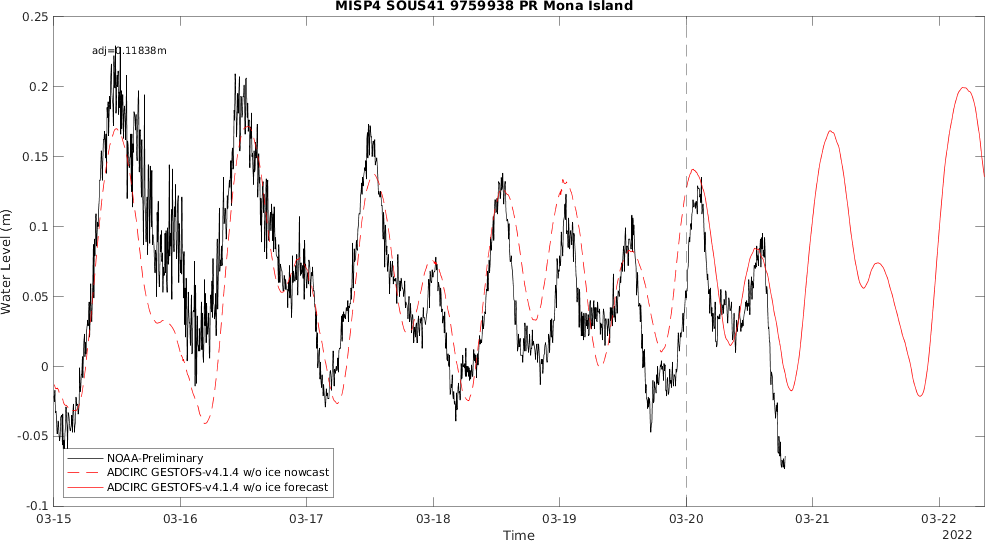 MISP4 SOUS41 9759938 PR Mona Island
0.25
adj=0.11838m
0.2
0.15
0.1
0.05
0
-0.05
-0.1
Water Level (m)
NOAA-Preliminary
ADCIRC GESTOFS-v4.1.4 w/o ice nowcast
ADCIRC GESTOFS-v4.1.4 w/o ice forecast
03-15 03-16 03-17 03-18 03-19 03-20 03-21 03-22
Time
2022